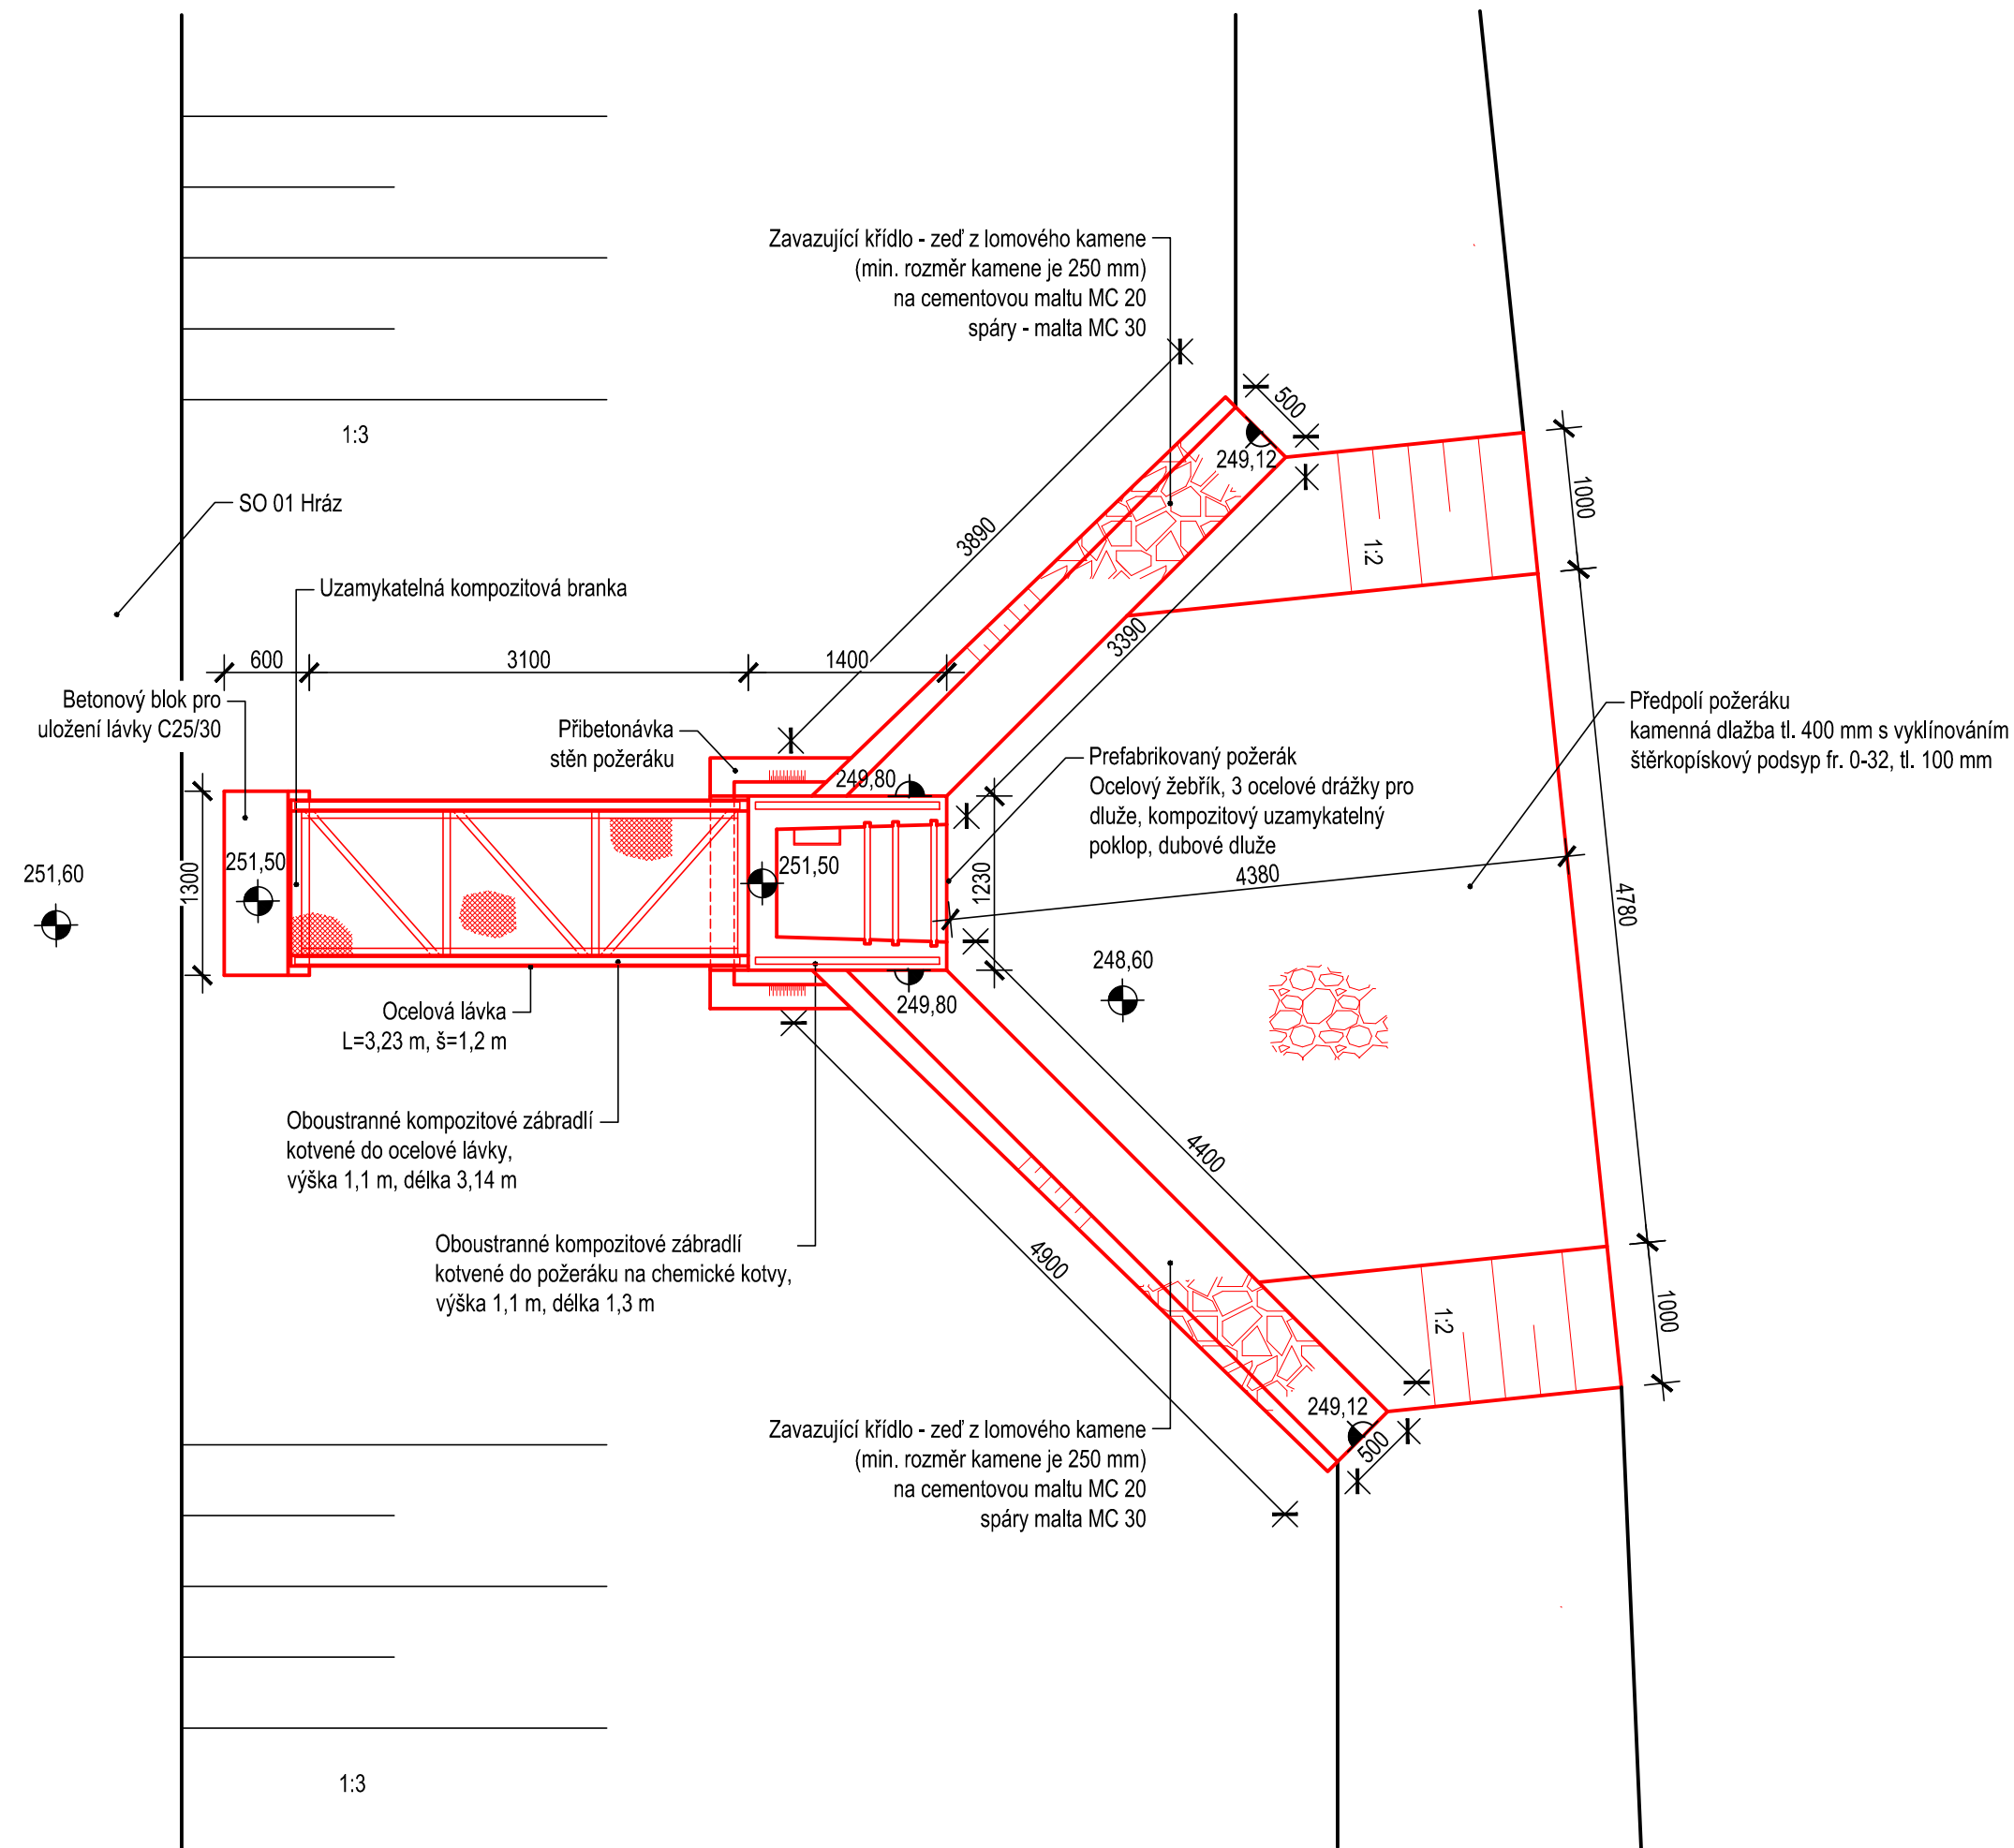 Zavazující křídlo - zeď z lomového kamene
(min. rozměr kamene je 250 mm)
na cementovou maltu MC 20
spáry - malta MC 30
500
249,12
1000
1:3
SO 01 Hráz
3890
1:2
Uzamykatelná kompozitová branka
3390
600
3100
1400
Betonový blok pro
uložení lávky C25/30
Přibetonávka
stěn požeráku
249,80
Prefabrikovaný požerák
Ocelový žebřík, 3 ocelové drážky pro
dluže, kompozitový uzamykatelný
poklop, dubové dluže
Předpolí požeráku
kamenná dlažba tl. 400 mm s vyklínováním
štěrkopískový podsyp fr. 0-32, tl. 100 mm
251,60
1300
251,50
251,50
1230
4380
4780
248,60
249,80
Ocelová lávka
L=3,23 m, š=1,2 m
Oboustranné kompozitové zábradlí
kotvené do ocelové lávky,
výška 1,1 m, délka 3,14 m
4400
4900
Oboustranné kompozitové zábradlí
kotvené do požeráku na chemické kotvy,
výška 1,1 m, délka 1,3 m
1:2
1000
249,12
500
Zavazující křídlo - zeď z lomového kamene
(min. rozměr kamene je 250 mm)
na cementovou maltu MC 20
spáry malta MC 30
1:3